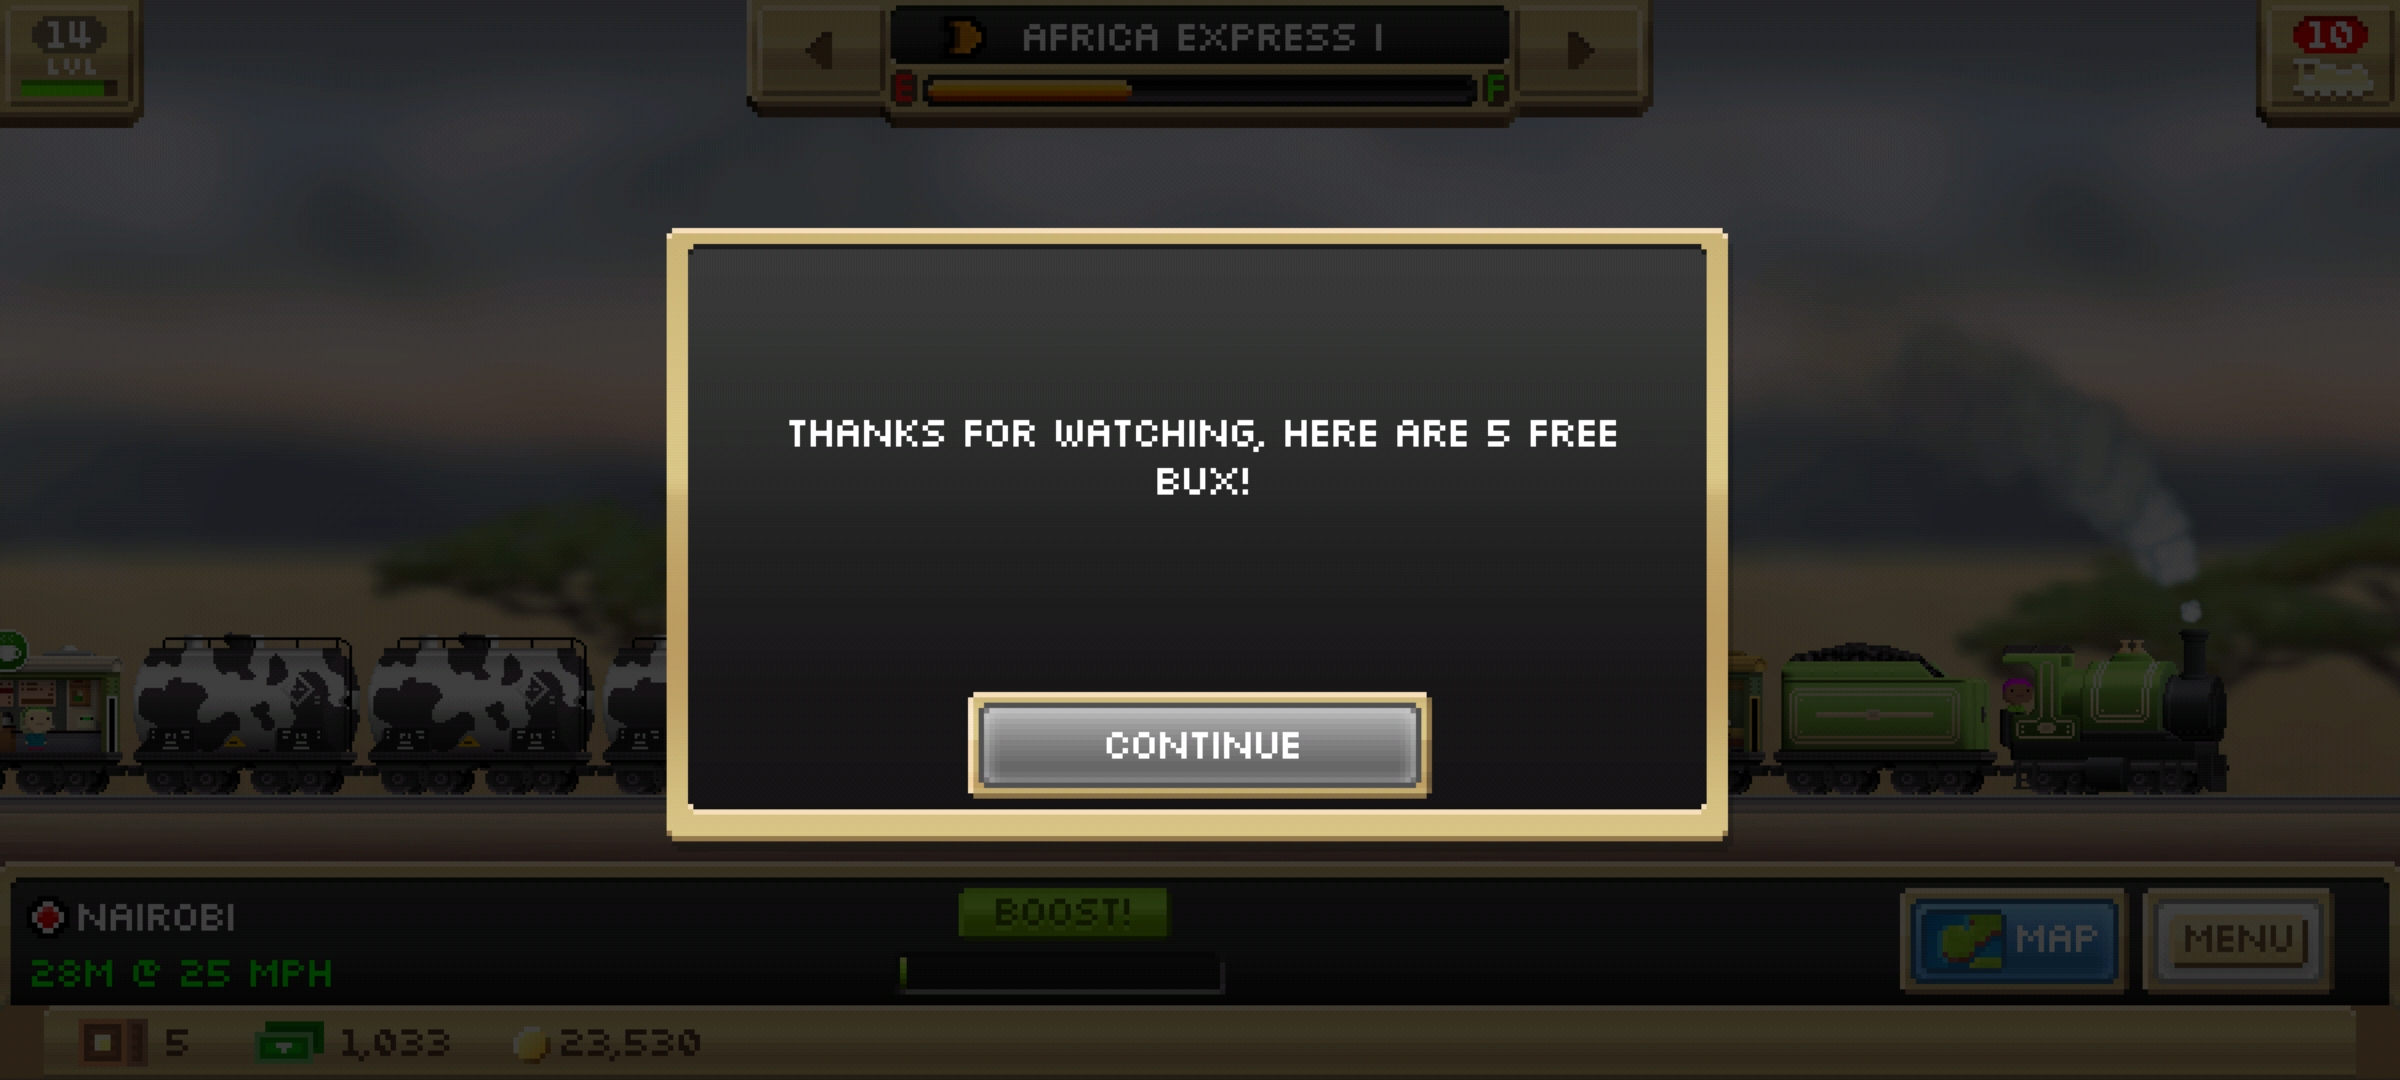 14
LVL
AFRICA EXPRESS I
E
F
10
THANKS FOR WATCHING, HERE ARE 5 FREE
BUX!
CONTINUE
NAIROBI
28M @ 25 MPH
BOOST!
MAP
MENU
5
1,033
23,530